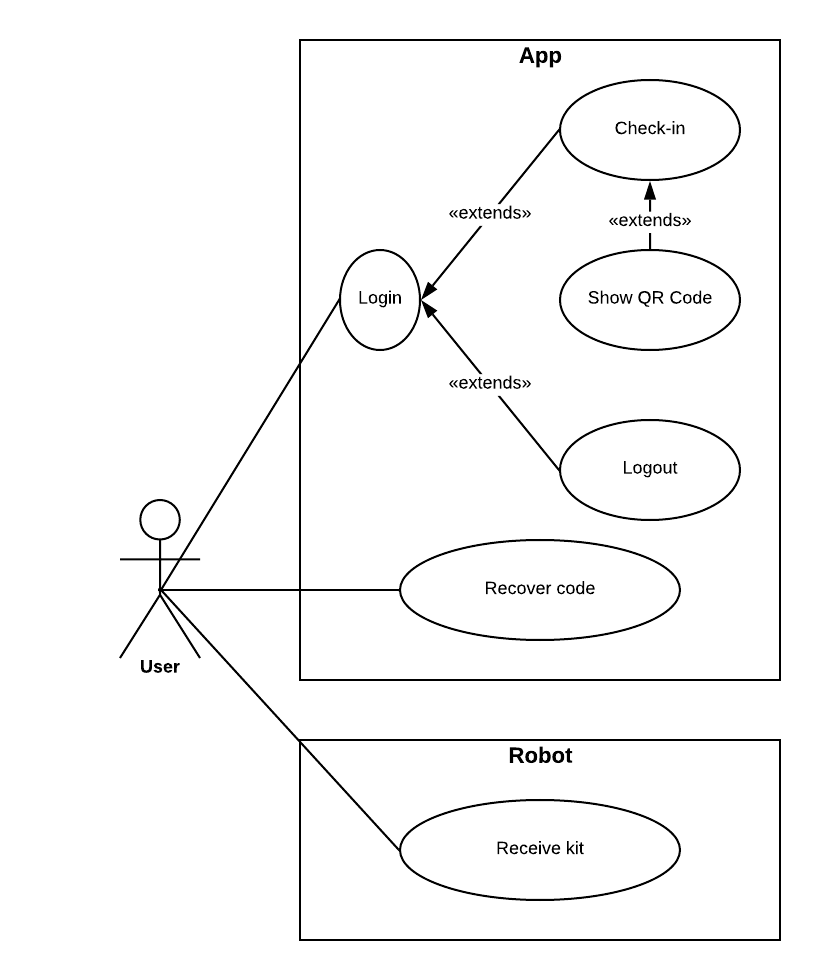 App
Check-in
«extends»
«extends»
Login
Show QR Code
«extends»
Logout
Recover code
User
Robot
Receive kit